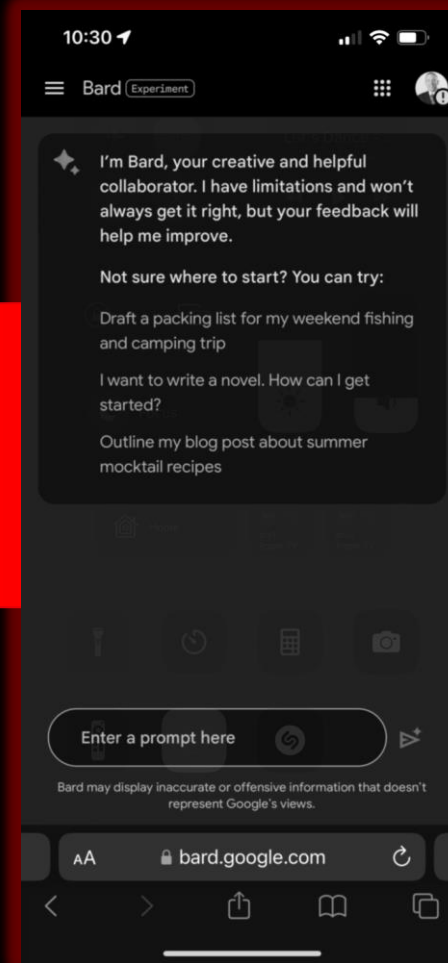 10:30
Bard Experiment
I'm Bard, your creative and helpful
collaborator. I have limitations and won't
always get it right, but your feedback will
help me improve.
Not sure where to start? You can try:
Draft a packing list for my weekend fishing
and camping trip
I want to write a novel. How can I get
started?
Outline my blog post about summer
mocktail recipes
Enter a prompt here
Bard may display inaccurate or offensive information that doesn't
represent Google's views.
AA bard.google.com